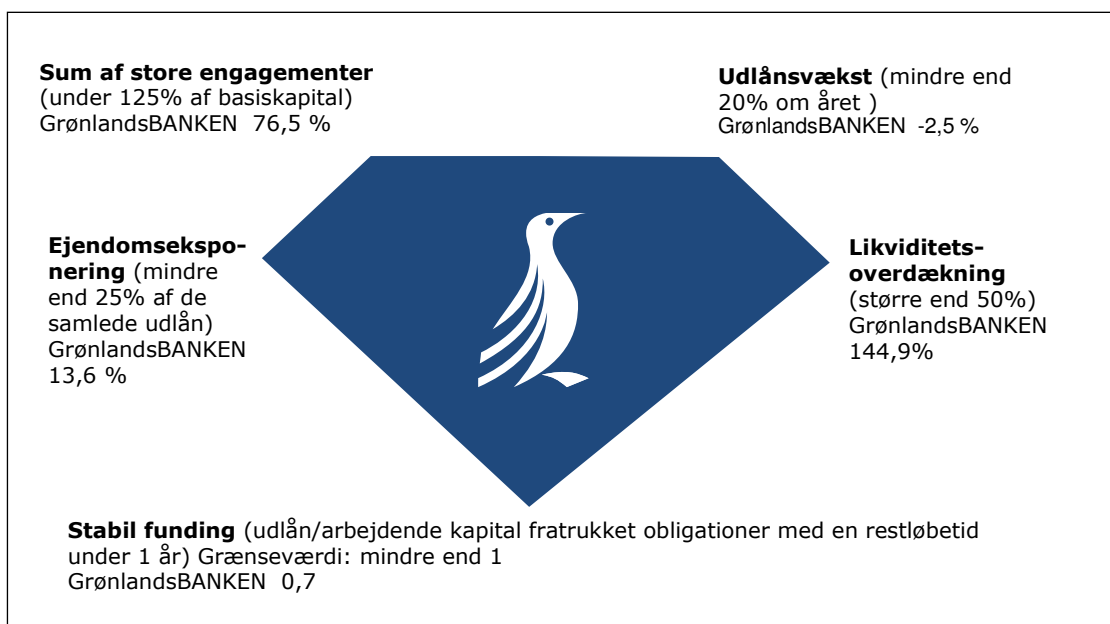 Sum af store engagementer
(under 125% af basiskapital)
GrønlandsBANKEN 76,5 %
Udlånsvækst (mindre end
20% om året )
GrønlandsBANKEN -2,5 %
Ejendomsekspo-
nering (mindre
end 25% af de
samlede udlån)
GrønlandsBANKEN
13,6 %
Likviditets-
overdækning
(større end 50%)
GrønlandsBANKEN
144,9%
Stabil funding (udlån/arbejdende kapital fratrukket obligationer med en restløbetid
under 1 år) Grænseværdi: mindre end 1
GrønlandsBANKEN 0,7